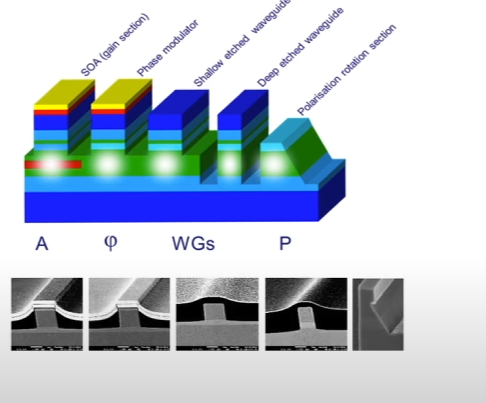 SOA (gain section)
Phase modulator
Shallow etched waveguide
Deep etched waveguide
Polarisation rotation section
A
φ
WGs
P